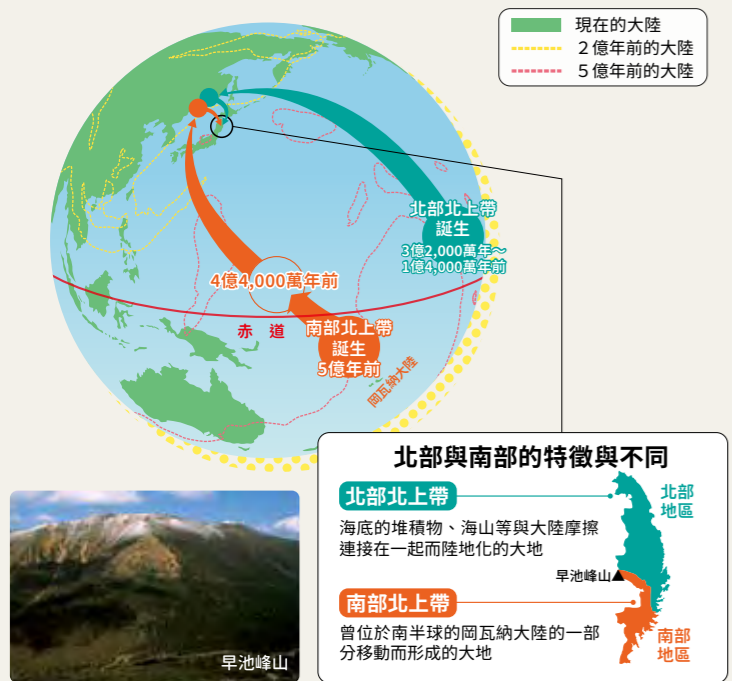 現在的大陸
２億年前的大陸
５億年前的大陸
北部北上帶
誕生
3億2,000萬年～
1億4,000萬年前
4億4,000萬年前
赤 道
南部北上帶
誕生
5億年前
岡瓦納大陸
北部與南部的特徵與不同
北部北上帶
海底的堆積物、海山等與大陸摩擦
連接在一起而陸地化的大地
北部
地區
早池峰山
南部北上帶
曾位於南半球的岡瓦納大陸的一部
分移動而形成的大地
南部
地區
早池峰山